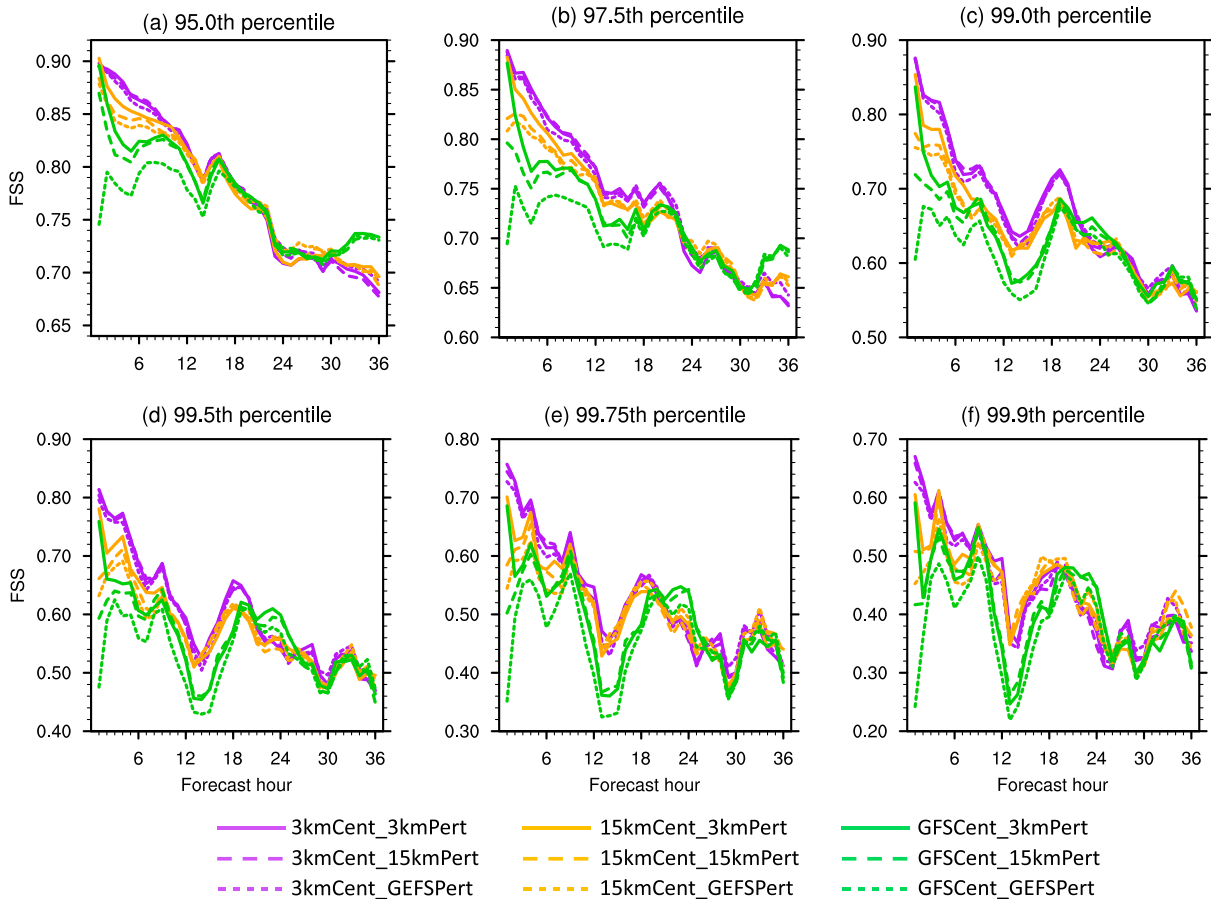 (a) 95.0th percentile
(b) 97.5th percentile
(c) 99.0th percentile
FSS
0.90
0.85
0.80
0.75
0.70
0.65
6 12 18 24 30 36
0.90
0.85
0.80
0.75
0.70
0.65
0.60
6 12 18 24 30 36
0.90
0.80
0.70
0.60
0.50
6 12 18 24 30 36
(d) 99.5th percentile
(e) 99.75th percentile
(f) 99.9th percentile
FSS
0.90
0.80
0.70
0.60
0.50
0.40
6 12 18 24 30 36
Forecast hour
0.80
0.70
0.60
0.50
0.40
0.30
6 12 18 24 30 36
Forecast hour
0.70
0.60
0.50
0.40
0.30
0.20
6 12 18 24 30 36
Forecast hour
3kmCent_3kmPert
15kmCent_3kmPert
GFSCent_3kmPert
3kmCent_15kmPert
15kmCent_15kmPert
GFSCent_15kmPert
3kmCent_GEFSPert
15kmCent_GEFSPert
GFSCent_GEFSPert